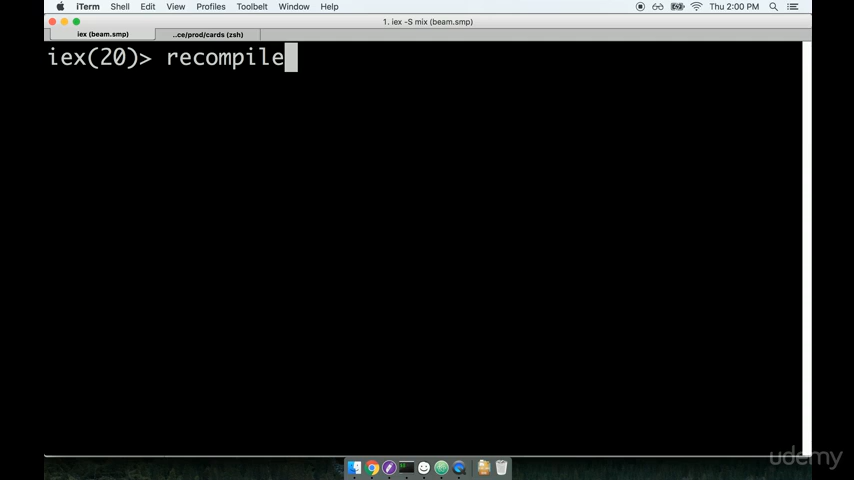 iTerm Shell Edit View Profiles Toolbelt Window Help Thu 2:00 PM
1. iex -S mix (beam.smp)
iex (beam.smp) ..ce/prod/cards (zsh)
iex(20)> recompile
udemy